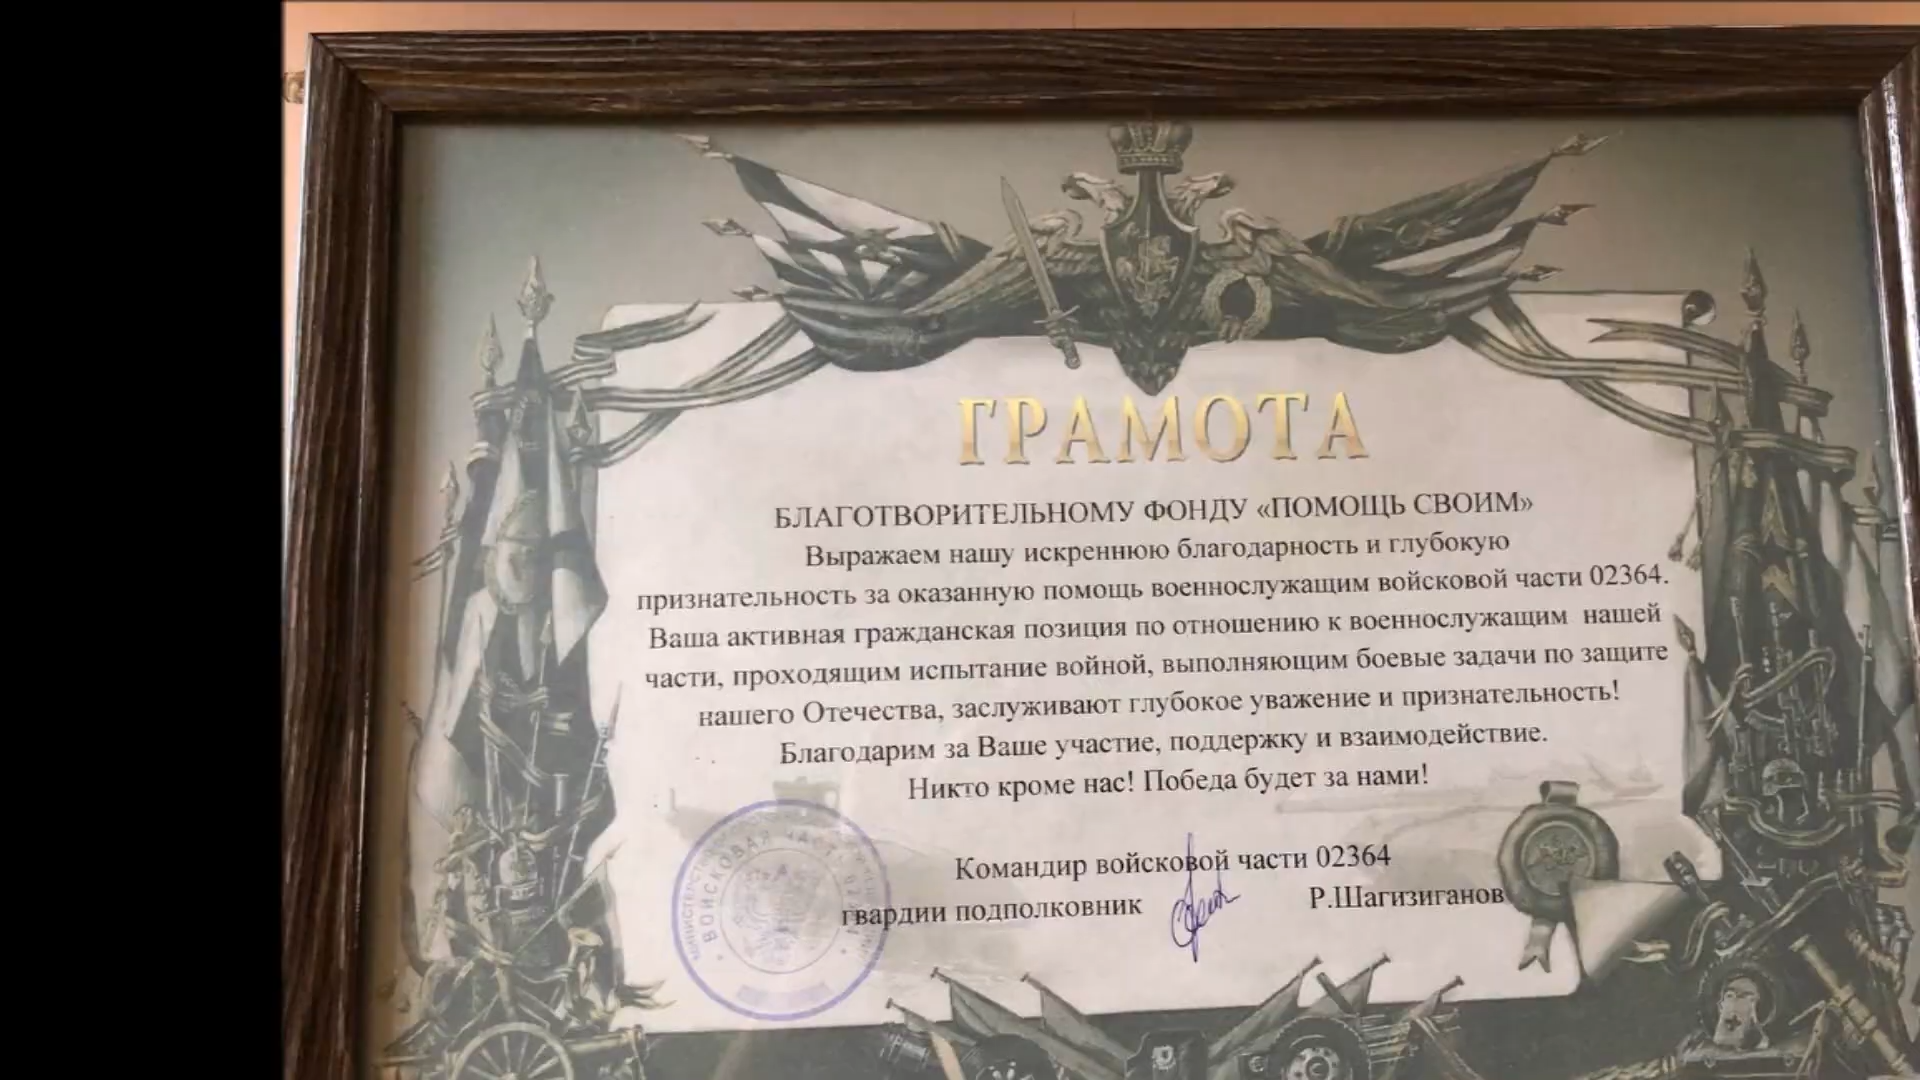 ГРАМОТА
БЛАГОТВОРИТЕЛЬНОМУ ФОНДУ «ПОМОЩЬ СВОИМ»
Выражаем нашу искреннюю благодарность и глубокую
признательность за оказанную помощь военнослужащим войсковой части 02364.
Ваша активная гражданская позиция по отношению к военнослужащим нашей
части, проходящим испытание войной, выполняющим боевые задачи по защите
нашего Отечества, заслуживают глубокое уважение и признательность!
Благодарим за Ваше участие, поддержку и взаимодействие.
Никто кроме нас! Победа будет за нами!
Командир войсковой части 02364
гвардии подполковник Р.Шагизиганов
ВОЙСКОВАЯ ЧАСТЬ